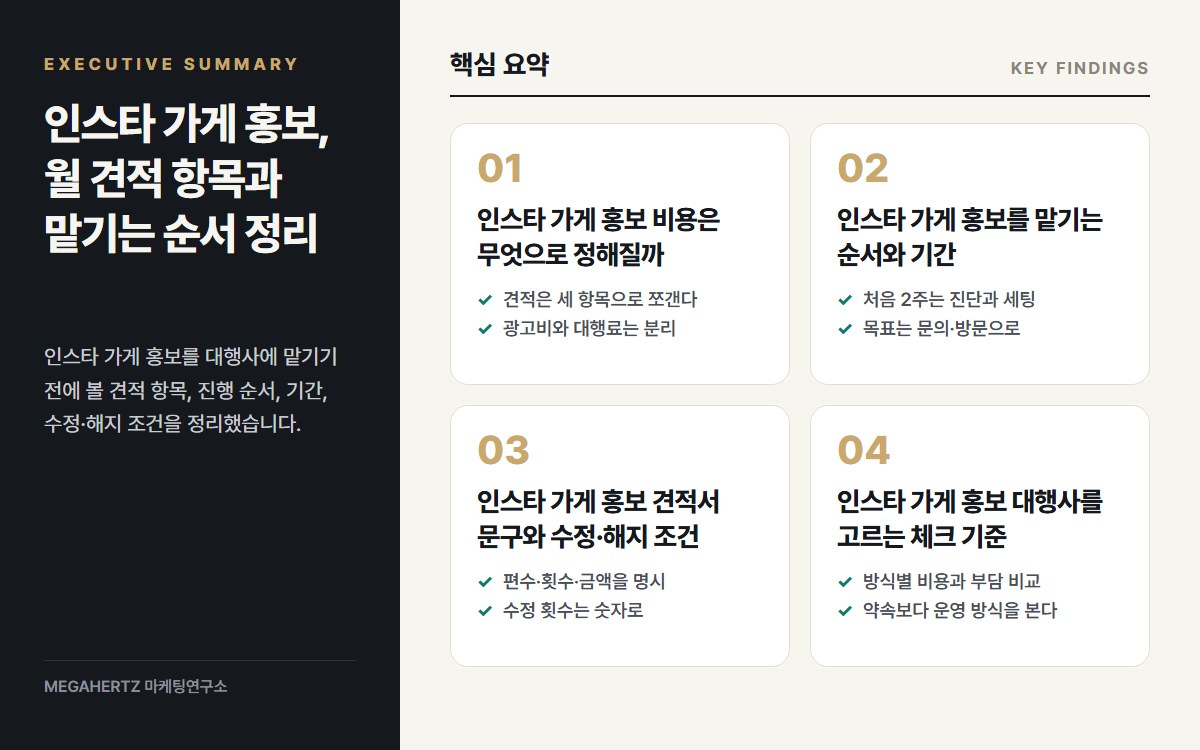 EXECUTIVE SUMMARY
인스타 가게 홍보,
월 견적 항목과
맡기는 순서 정리
인스타 가게 홍보를 대행사에 맡기기
전에 볼 견적 항목, 진행 순서, 기간,
수정·해지 조건을 정리했습니다.
MEGAHERTZ 마케팅연구소
핵심 요약
KEY FINDINGS
01
인스타 가게 홍보 비용은
무엇으로 정해질까
견적은 세 항목으로 쪼갠다
광고비와 대행료는 분리
02
인스타 가게 홍보를 맡기는
순서와 기간
처음 2주는 진단과 세팅
목표는 문의·방문으로
03
인스타 가게 홍보 견적서
문구와 수정·해지 조건
편수·횟수·금액을 명시
수정 횟수는 숫자로
04
인스타 가게 홍보 대행사를
고르는 체크 기준
방식별 비용과 부담 비교
약속보다 운영 방식을 본다